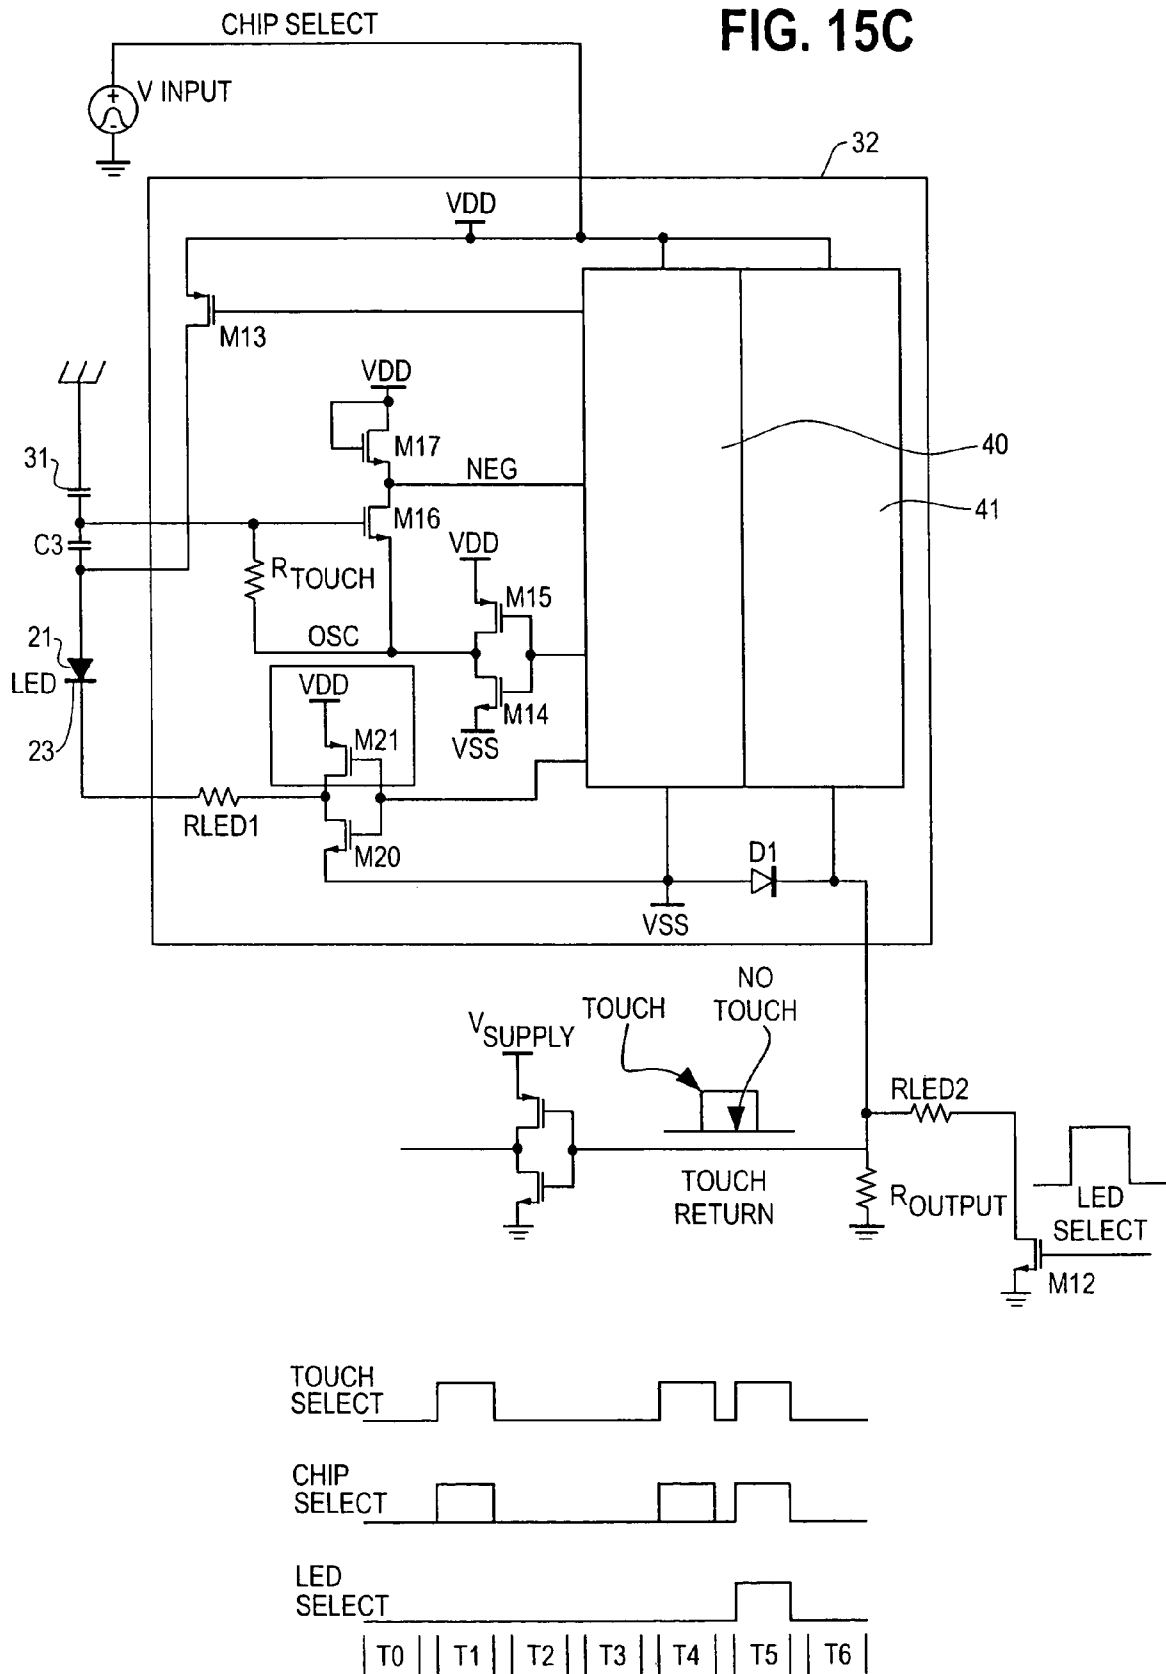 FIG. 15C
CHIP SELECT
V INPUT
32
VDD
M13
VDD
M17
NEG
40
31
M16
41
C3
VDD
RTOUCH
M15
OSC
21
LED
VDD
M14
VSS
23
M21
RLED1
M20
D1
VSS
NO
TOUCH
TOUCH
VSUPPLY
RLED2
TOUCH
RETURN
ROUTPUT
LED
SELECT
M12
TOUCH
SELECT
CHIP
SELECT
LED
SELECT
T0 T1 T2 T3 T4 T5 T6